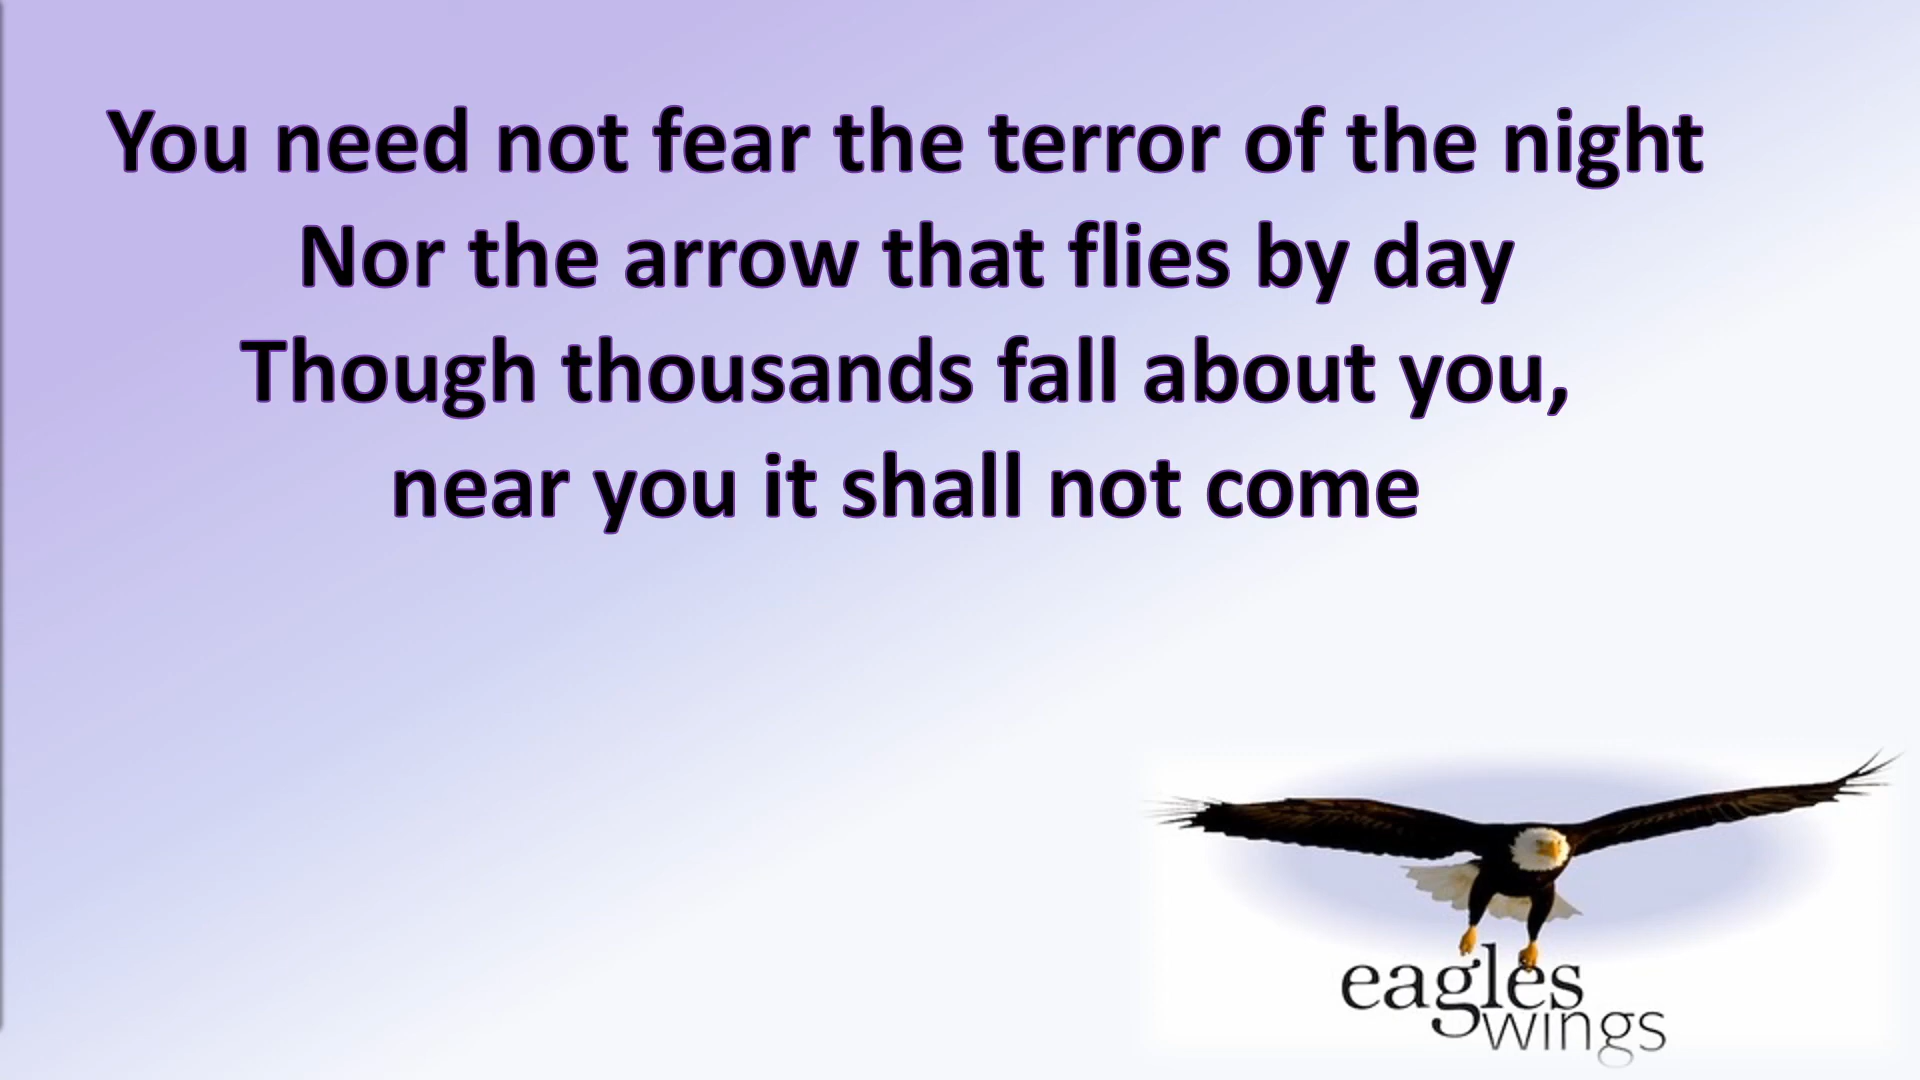 You need not fear the terror of the night
Nor the arrow that flies by day
Though thousands fall about you,
near you it shall not come
eagles
wings